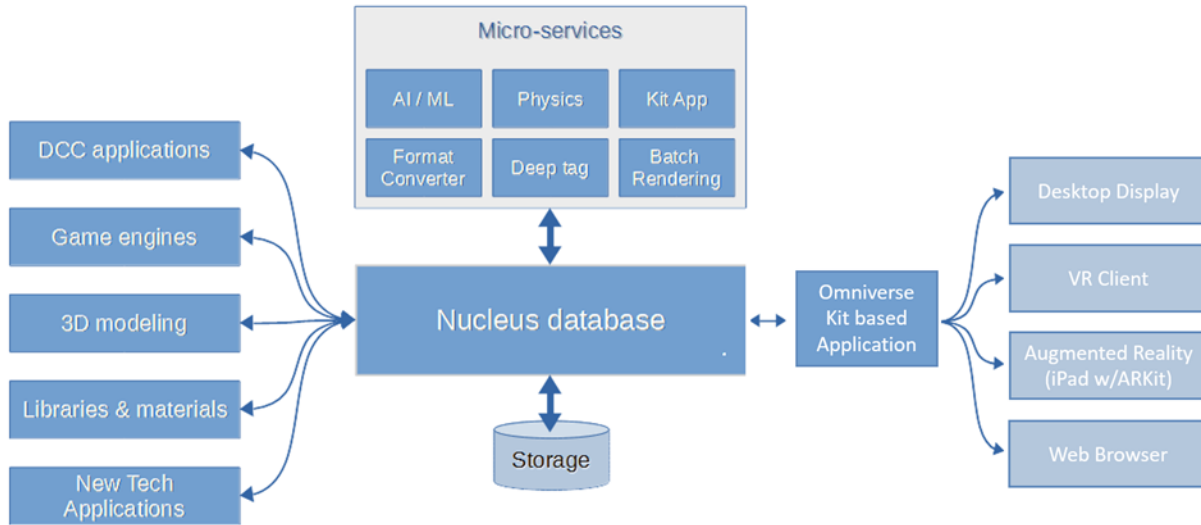 Micro-services
AI / ML
Physics
Kit App
Format
Converter
Deep tag
Batch
Rendering
DCC applications
Game engines
3D modeling
Libraries & materials
New Tech
Applications
Nucleus database
.
Storage
Omniverse
Kit based
Application
Desktop Display
VR Client
Augmented Reality
(iPad w/ARKit)
Web Browser